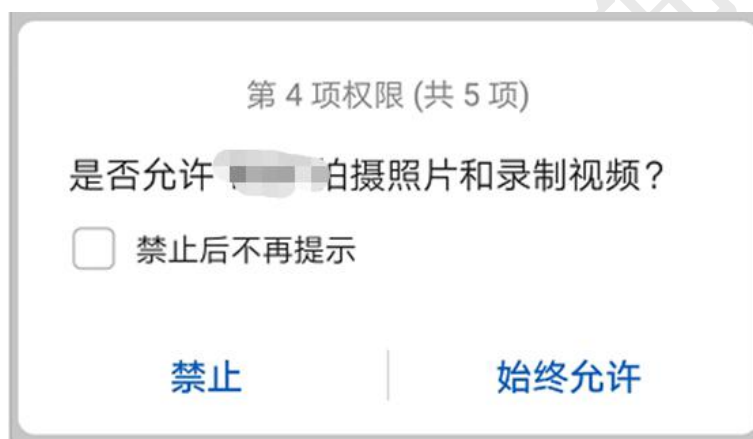 第 4 项权限 (共 5 项)
是否允许 拍摄照片和录制视频?
禁止后不再提示
禁止
始终允许